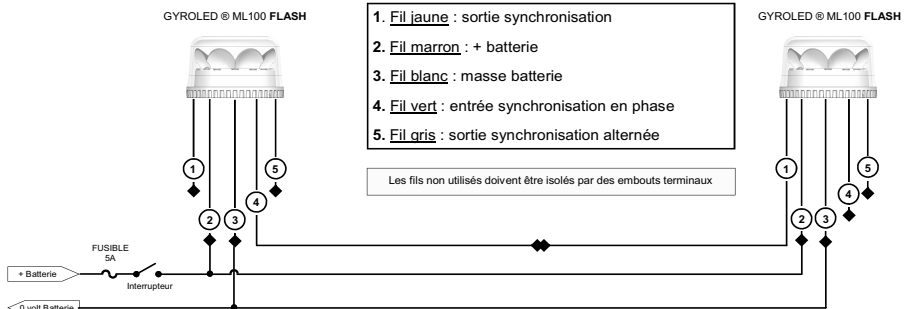 GYROLED ® ML100 FLASH
1. Fil jaune : sortie synchronisation
2. Fil marron : + batterie
3. Fil blanc : masse batterie
4. Fil vert : entrée synchronisation en phase
5. Fil gris : sortie synchronisation alternée
Les fils non utilisés doivent être isolés par des embouts terminaux
GYROLED ® ML100 FLASH
1
5
4
2
3
1
5
4
2
3
FUSIBLE
5A
+ Batterie
Interrupteur
0 volt Batterie